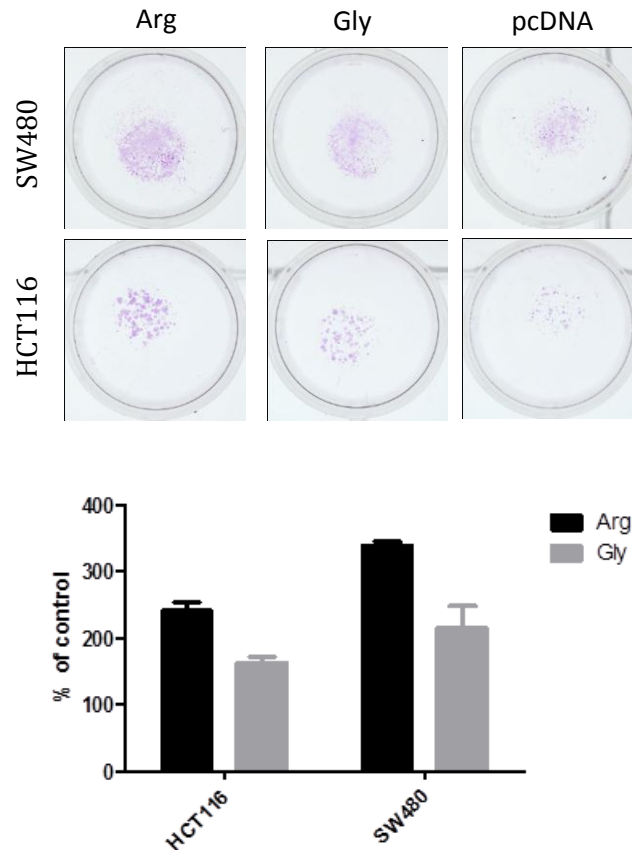 Arg Gly pcDNA
SW480
HCT116
400
300
200
100
0
% of control
HCT116
SW480
Arg
Gly